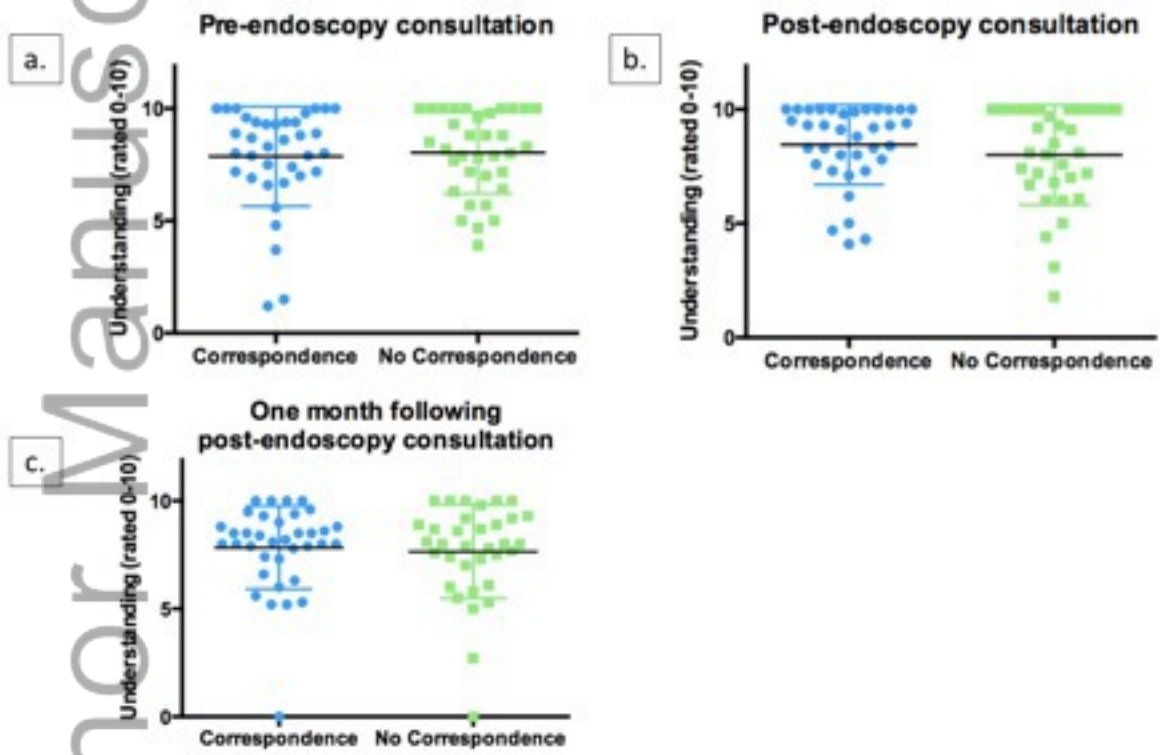 Pre-endoscopy consultation
a.
Understanding (rated 0-10)
10
5
0
Correspondence No Correspondence
Post-endoscopy consultation
b.
Understanding (rated 0-10)
10
5
0
Correspondence No Correspondence
One month following
post-endoscopy consultation
c.
Understanding (rated 0-10)
10
5
0
Correspondence No Correspondence
nor Manusc